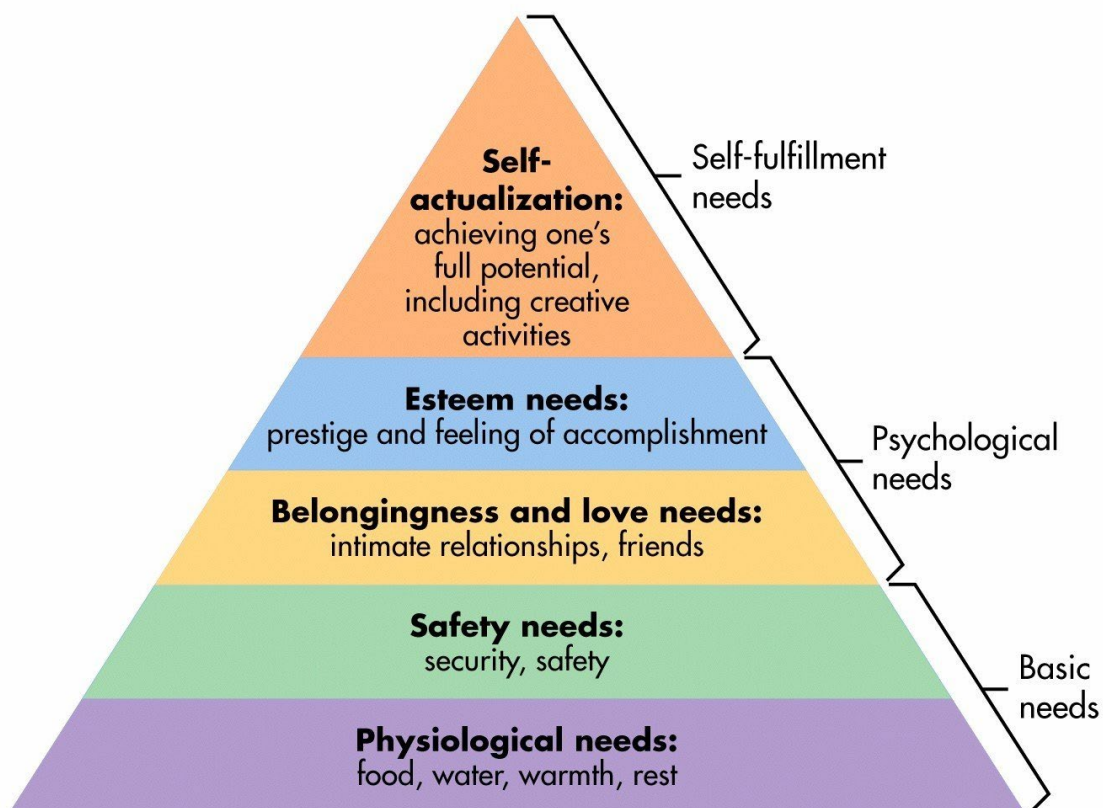 Self-
actualization:
achieving one's
full potential,
including creative
activities
Self-fulfillment
needs
Esteem needs:
prestige and feeling of accomplishment
Psychological
needs
Belongingness and love needs:
intimate relationships, friends
Safety needs:
security, safety
Basic
needs
Physiological needs:
food, water, warmth, rest